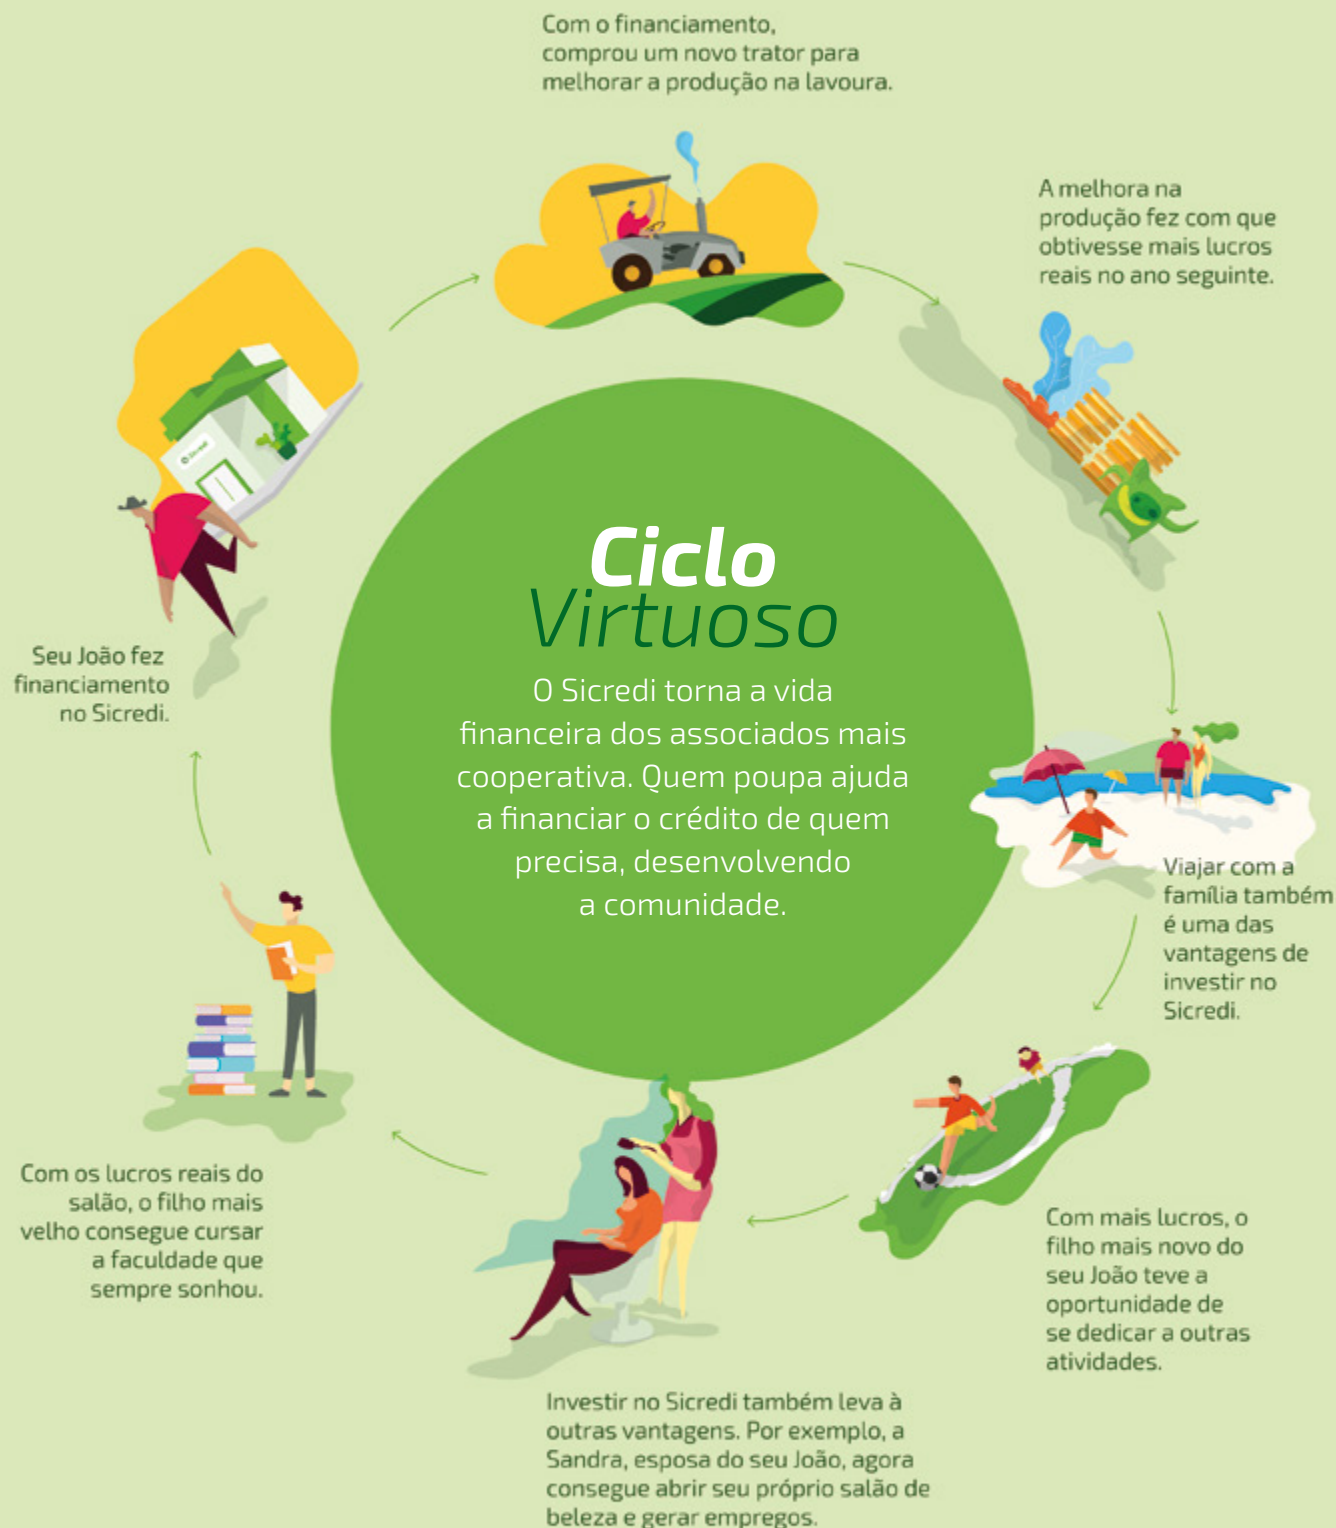 Com o financiamento,
comprou um novo trator para
melhorar a produção na lavoura.
A melhora na
produção fez com que
obtivesse mais lucros
reais no ano seguinte.
Sicredi
Ciclo
Virtuoso
O Sicredi torna a vida
financeira dos associados mais
cooperativa. Quem poupa ajuda
a financiar o crédito de quem
precisa, desenvolvendo
a comunidade.
Seu João fez
financiamento
no Sicredi.
Viajar com a
família também
é uma das
vantagens de
investir no
Sicredi.
Com mais lucros, o
filho mais novo do
seu João teve a
oportunidade de
se dedicar a outras
atividades.
Investir no Sicredi também leva à
outras vantagens. Por exemplo, a
Sandra, esposa do seu João, agora
consegue abrir seu próprio salão de
beleza e gerar empregos.
Com os lucros reais do
salão, o filho mais
velho consegue cursar
a faculdade que
sempre sonhou.